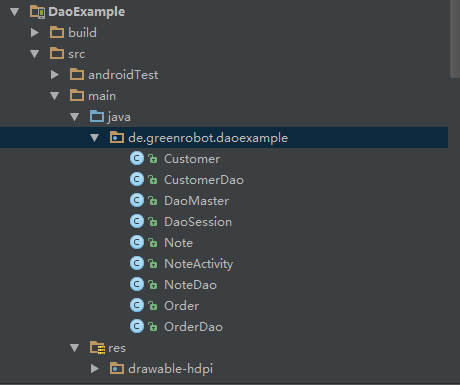 DaoExample
build
src
androidTest
main
java
de.greenrobot.daoexample
Customer
CustomerDao
DaoMaster
DaoSession
Note
NoteActivity
NoteDao
Order
OrderDao
res
drawable-hdpi